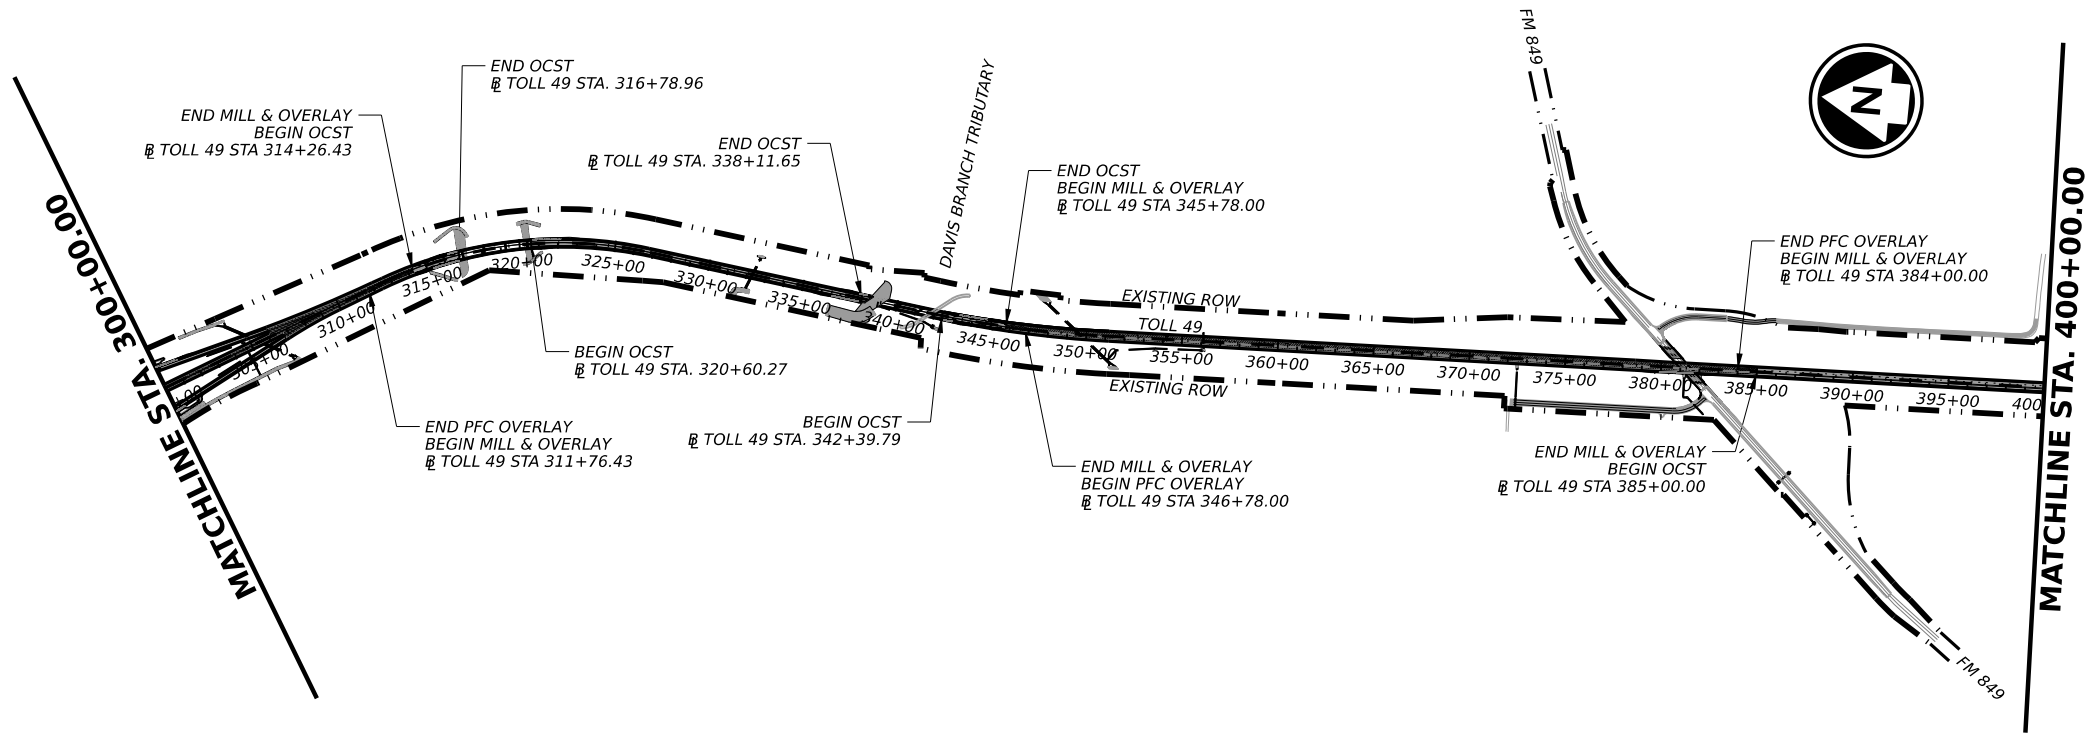 FM 849
END OCST
℄ TOLL 49 STA. 316+78.96
END MILL & OVERLAY
BEGIN OCST
℄ TOLL 49 STA 314+26.43
END OCST
℄ TOLL 49 STA. 338+11.65
DAVIS BRANCH TRIBUTARY
END OCST
BEGIN MILL & OVERLAY
℄ TOLL 49 STA 345+78.00
N
END PFC OVERLAY
BEGIN MILL & OVERLAY
℄ TOLL 49 STA 384+00.00
MATCHLINE STA. 300+00.00
MATCHLINE STA. 400+00.00
305+00
310+00
315+00
320+00
325+00
330+00
335+00
340+00
345+00
350+00
355+00
360+00
365+00
370+00
375+00
380+00
385+00
390+00
395+00
400
EXISTING ROW
TOLL 49
EXISTING ROW
BEGIN OCST
℄ TOLL 49 STA. 320+60.27
END PFC OVERLAY
BEGIN MILL & OVERLAY
℄ TOLL 49 STA 311+76.43
BEGIN OCST
℄ TOLL 49 STA. 342+39.79
END MILL & OVERLAY
BEGIN PFC OVERLAY
℄ TOLL 49 STA 346+78.00
END MILL & OVERLAY
BEGIN OCST
℄ TOLL 49 STA 385+00.00
FM 849